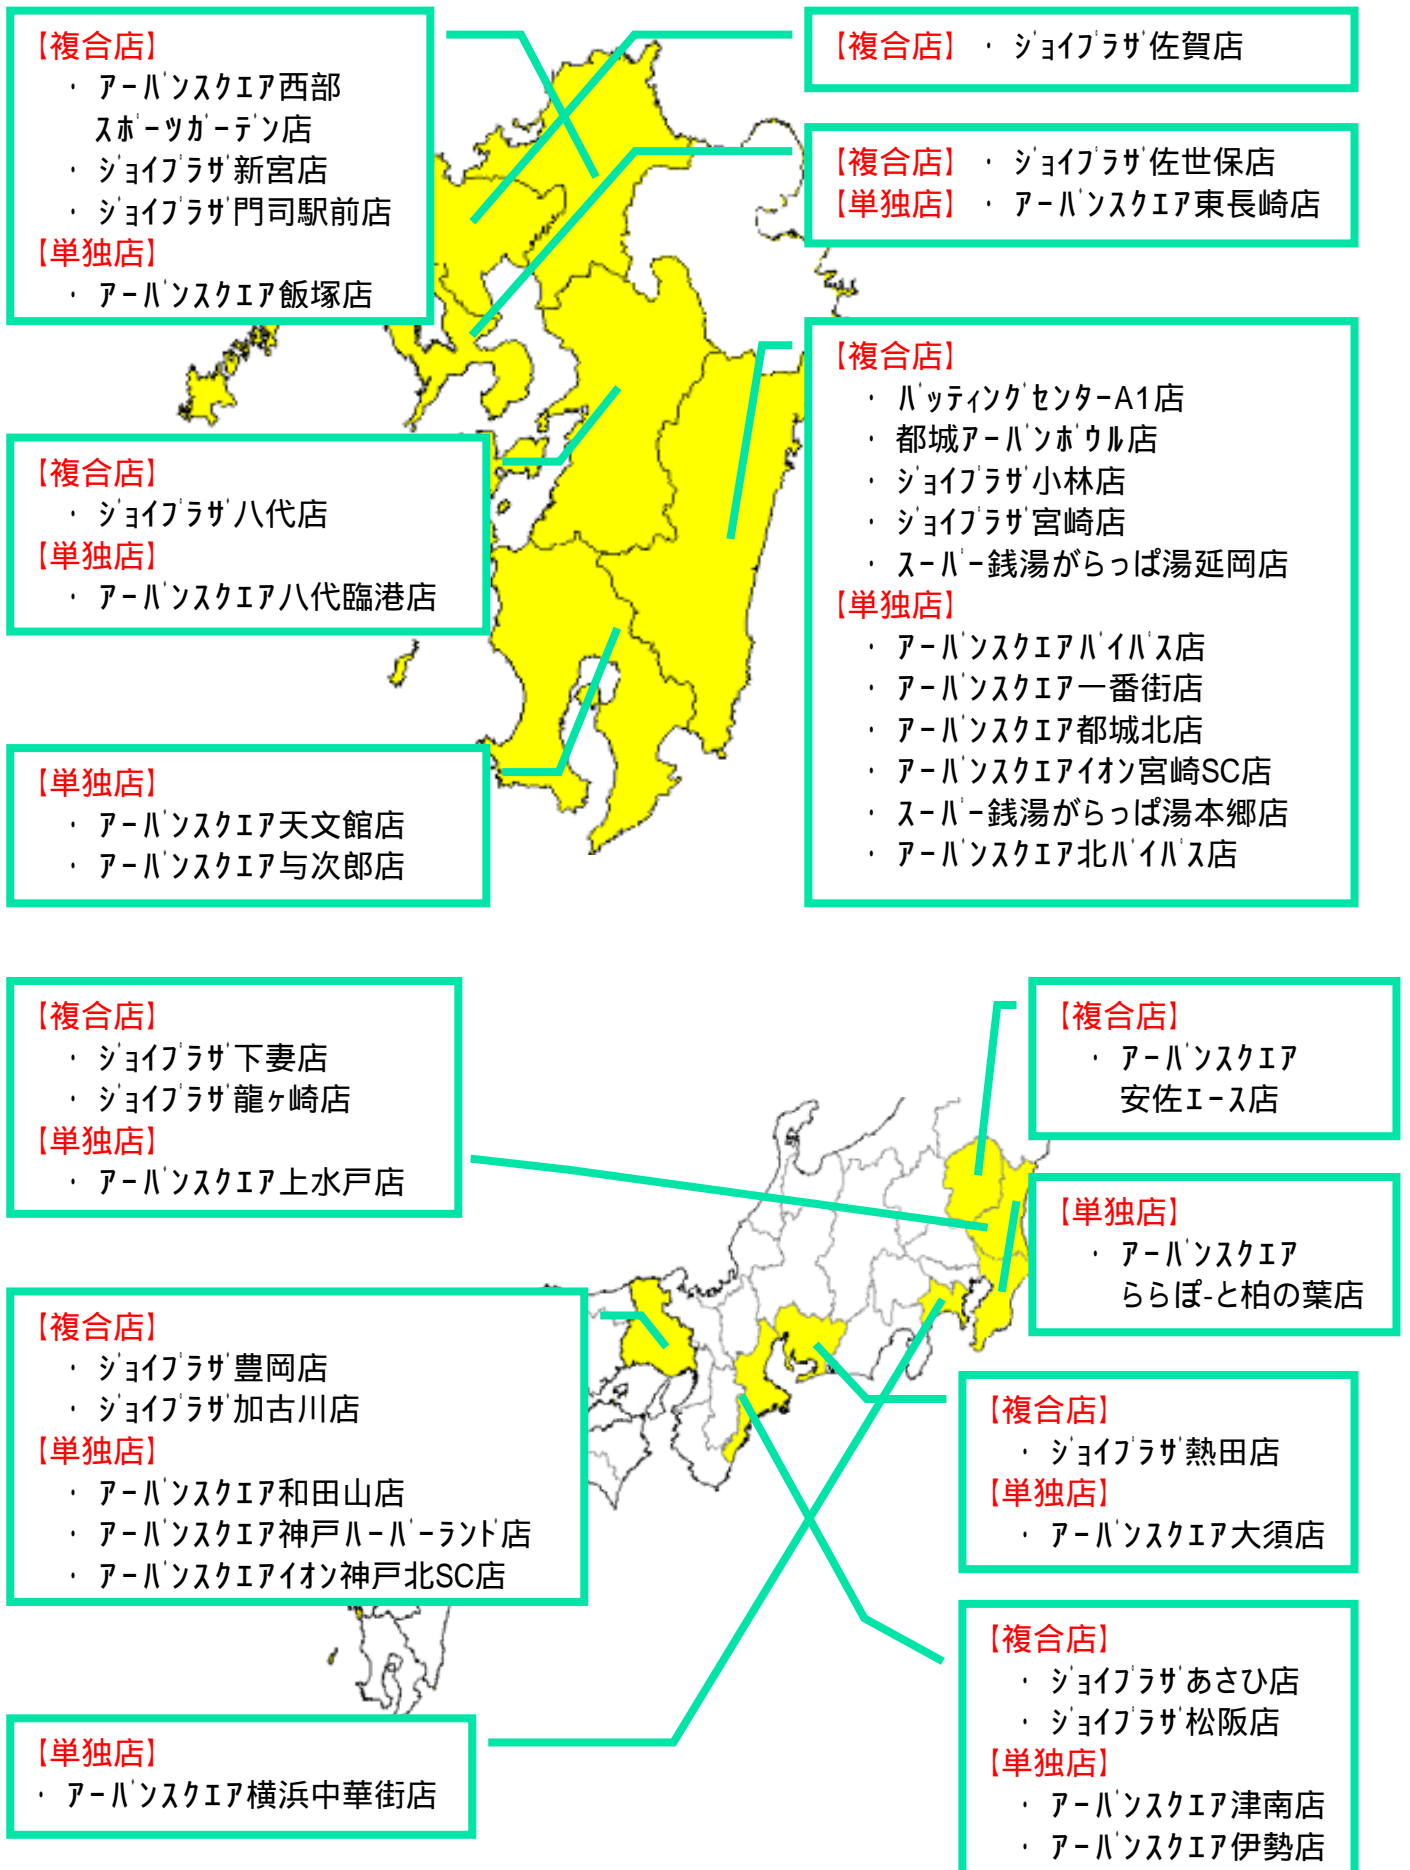 【複合店】
・ ｱｰﾊﾞﾝｽｸｴｱ西部
ｽﾎﾟｰﾂｶﾞｰﾃﾞﾝ店
・ ｼﾞｮｲﾌﾟﾗｻﾞ新宮店
・ ｼﾞｮｲﾌﾟﾗｻﾞ門司駅前店
【単独店】
・ ｱｰﾊﾞﾝｽｸｴｱ飯塚店
【複合店】 ・ ｼﾞｮｲﾌﾟﾗｻﾞ佐賀店
【複合店】 ・ ｼﾞｮｲﾌﾟﾗｻﾞ佐世保店
【単独店】 ・ ｱｰﾊﾞﾝｽｸｴｱ東長崎店
【複合店】
・ ﾊﾞｯﾃｨﾝｸﾞｾﾝﾀｰA1店
・ 都城ｱｰﾊﾞﾝﾎﾞｳﾙ店
・ ｼﾞｮｲﾌﾟﾗｻﾞ小林店
・ ｼﾞｮｲﾌﾟﾗｻﾞ宮崎店
・ ｽｰﾊﾟｰ銭湯がらっぱ湯延岡店
【単独店】
・ ｱｰﾊﾞﾝｽｸｴｱﾊﾞｲﾊﾟｽ店
・ ｱｰﾊﾞﾝｽｸｴｱ一番街店
・ ｱｰﾊﾞﾝｽｸｴｱ都城北店
・ ｱｰﾊﾞﾝｽｸｴｱｲｵﾝ宮崎SC店
・ ｽｰﾊﾟｰ銭湯がらっぱ湯本郷店
・ ｱｰﾊﾞﾝｽｸｴｱ北ﾊﾞｲﾊﾟｽ店
【複合店】
・ ｼﾞｮｲﾌﾟﾗｻﾞ八代店
【単独店】
・ ｱｰﾊﾞﾝｽｸｴｱ八代臨港店
【単独店】
・ ｱｰﾊﾞﾝｽｸｴｱ天文館店
・ ｱｰﾊﾞﾝｽｸｴｱ与次郎店
【複合店】
・ ｼﾞｮｲﾌﾟﾗｻﾞ下妻店
・ ｼﾞｮｲﾌﾟﾗｻﾞ龍ヶ崎店
【単独店】
・ ｱｰﾊﾞﾝｽｸｴｱ上水戸店
【複合店】
・ ｱｰﾊﾞﾝｽｸｴｱ
安佐ｴｰｽ店
【単独店】
・ ｱｰﾊﾞﾝｽｸｴｱ
ららぽ-と柏の葉店
【複合店】
・ ｼﾞｮｲﾌﾟﾗｻﾞ豊岡店
・ ｼﾞｮｲﾌﾟﾗｻﾞ加古川店
【単独店】
・ ｱｰﾊﾞﾝｽｸｴｱ和田山店
・ ｱｰﾊﾞﾝｽｸｴｱ神戸ﾊｰﾊﾞｰﾗﾝﾄﾞ店
・ ｱｰﾊﾞﾝｽｸｴｱｲｵﾝ神戸北SC店
【複合店】
・ ｼﾞｮｲﾌﾟﾗｻﾞ熱田店
【単独店】
・ ｱｰﾊﾞﾝｽｸｴｱ大須店
【複合店】
・ ｼﾞｮｲﾌﾟﾗｻﾞあさひ店
・ ｼﾞｮｲﾌﾟﾗｻﾞ松阪店
【単独店】
・ ｱｰﾊﾞﾝｽｸｴｱ津南店
・ ｱｰﾊﾞﾝｽｸｴｱ伊勢店
【単独店】
・ ｱｰﾊﾞﾝｽｸｴｱ横浜中華街店